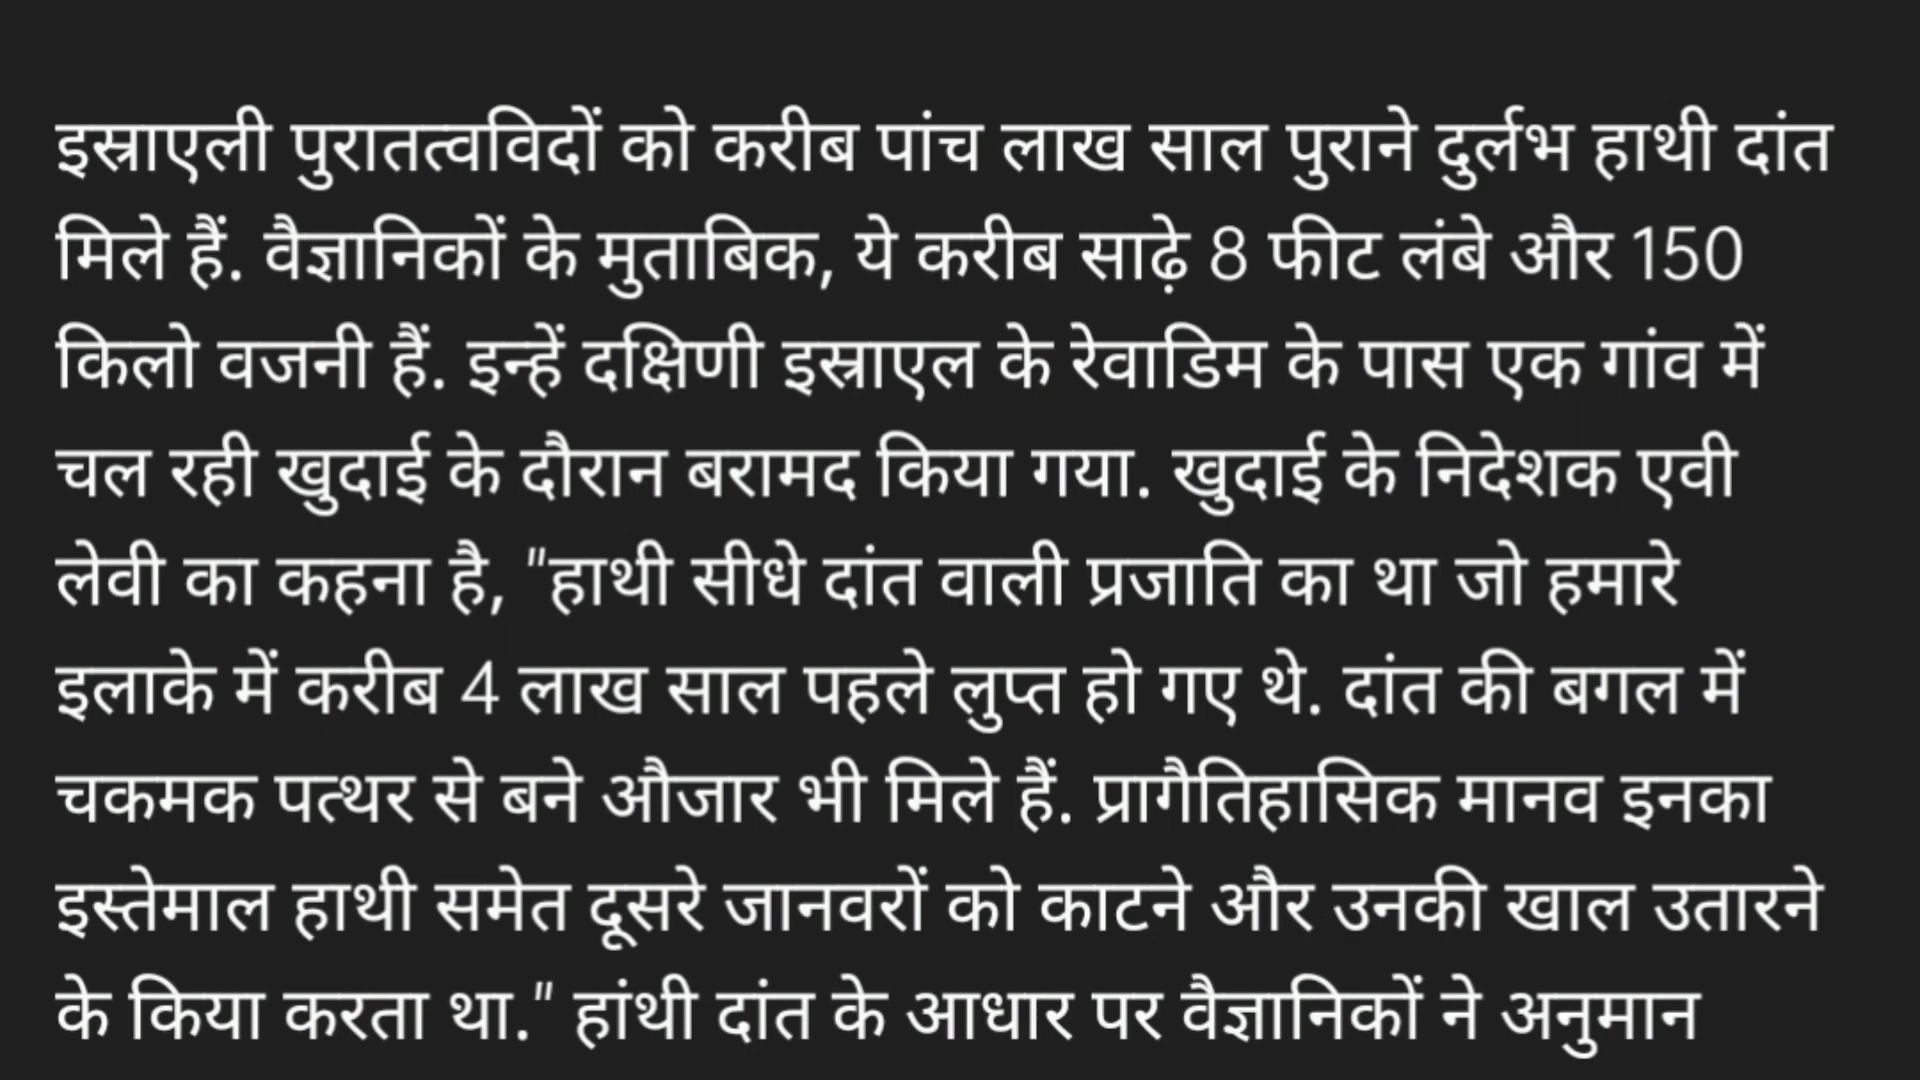 इस्राएली पुरातत्वविदों को करीब पांच लाख साल पुराने दुर्लभ हाथी दांत
मिले हैं. वैज्ञानिकों के मुताबिक, ये करीब साढ़े 8 फीट लंबे और 150
किलो वजनी हैं. इन्हें दक्षिणी इस्राएल के रेवाडिम के पास एक गांव में
चल रही खुदाई के दौरान बरामद किया गया. खुदाई के निदेशक एवी
लेवी का कहना है, "हाथी सीधे दांत वाली प्रजाति का था जो हमारे
इलाके में करीब 4 लाख साल पहले लुप्त हो गए थे. दांत की बगल में
चकमक पत्थर से बने औजार भी मिले हैं. प्रागैतिहासिक मानव इनका
इस्तेमाल हाथी समेत दूसरे जानवरों को काटने और उनकी खाल उतारने
के किया करता था." हांथी दांत के आधार पर वैज्ञानिकों ने अनुमान